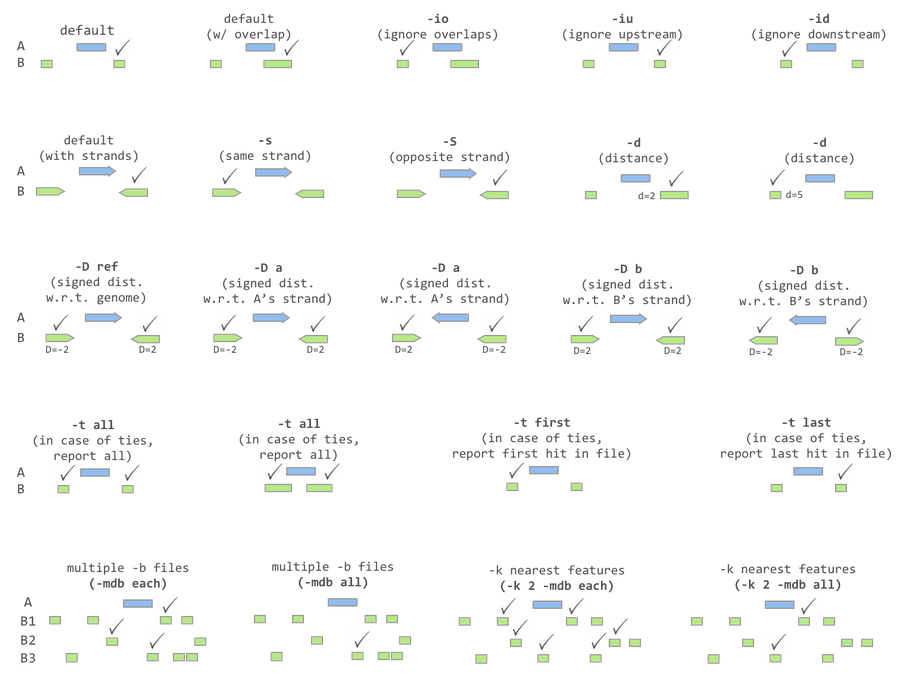 default
default
(w/ overlap)
-io
(ignore overlaps)
-iu
(ignore upstream)
-id
(ignore downstream)
A
B
default
(with strands)
-s
(same strand)
-S
(opposite strand)
-d
(distance)
-d
(distance)
A
B
d=2
d=5
-D ref
(signed dist.
w.r.t. genome)
-D a
(signed dist.
w.r.t. A’s strand)
-D a
(signed dist.
w.r.t. A’s strand)
-D b
(signed dist.
w.r.t. B’s strand)
-D b
(signed dist.
w.r.t. B’s strand)
A
B
D=-2 D=2
D=-2 D=2
D=2 D=-2
D=2 D=2
D=-2 D=-2
-t all
(in case of ties,
report all)
-t all
(in case of ties,
report all)
-t first
(in case of ties,
report first hit in file)
-t last
(in case of ties,
report last hit in file)
A
B
multiple -b files
(-mdb each)
multiple -b files
(-mdb all)
-k nearest features
(-k 2 -mdb each)
-k nearest features
(-k 2 -mdb all)
A
B1
B2
B3